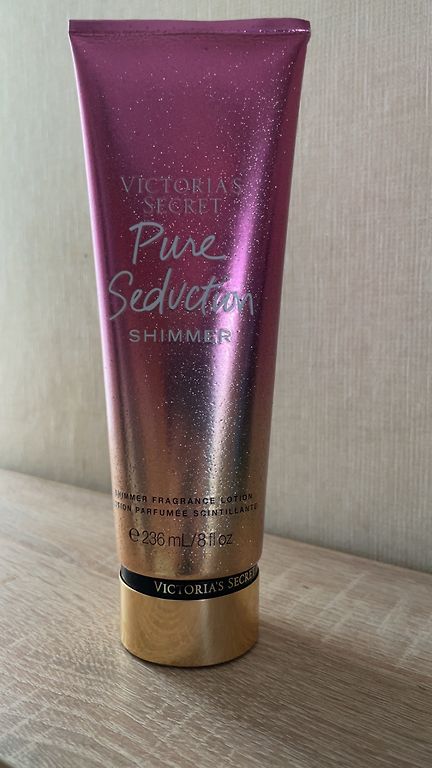 VICTORIA'S
SECRET
Pure
Seduction
SHIMMER
SHIMMER FRAGRANCE LOTION
LOTION PARFUMÉE SCINTILLANTE
e 236 mL/8 fl oz
VICTORIA'S SECRET